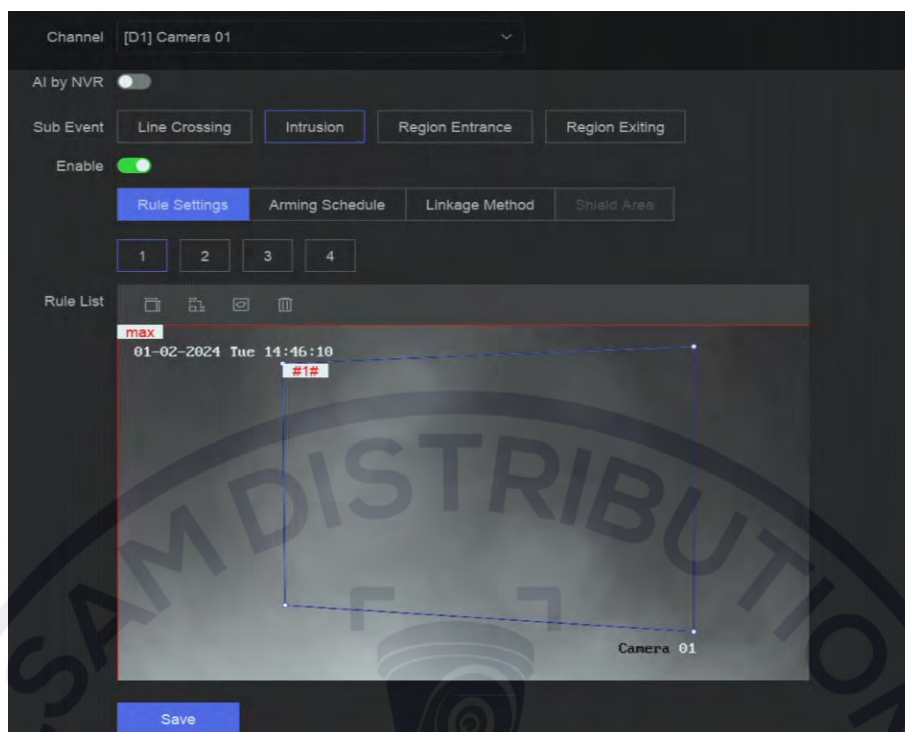 Channel [D1] Camera 01
AI by NVR
Sub Event Line Crossing Intrusion Region Entrance Region Exiting
Enable
Rule Settings Arming Schedule Linkage Method Shield Area
1 2 3 4
Rule List
max
01-02-2024 Tue 14:46:10
#1#
SAM DISTRIBUTION
Camera 01
Save